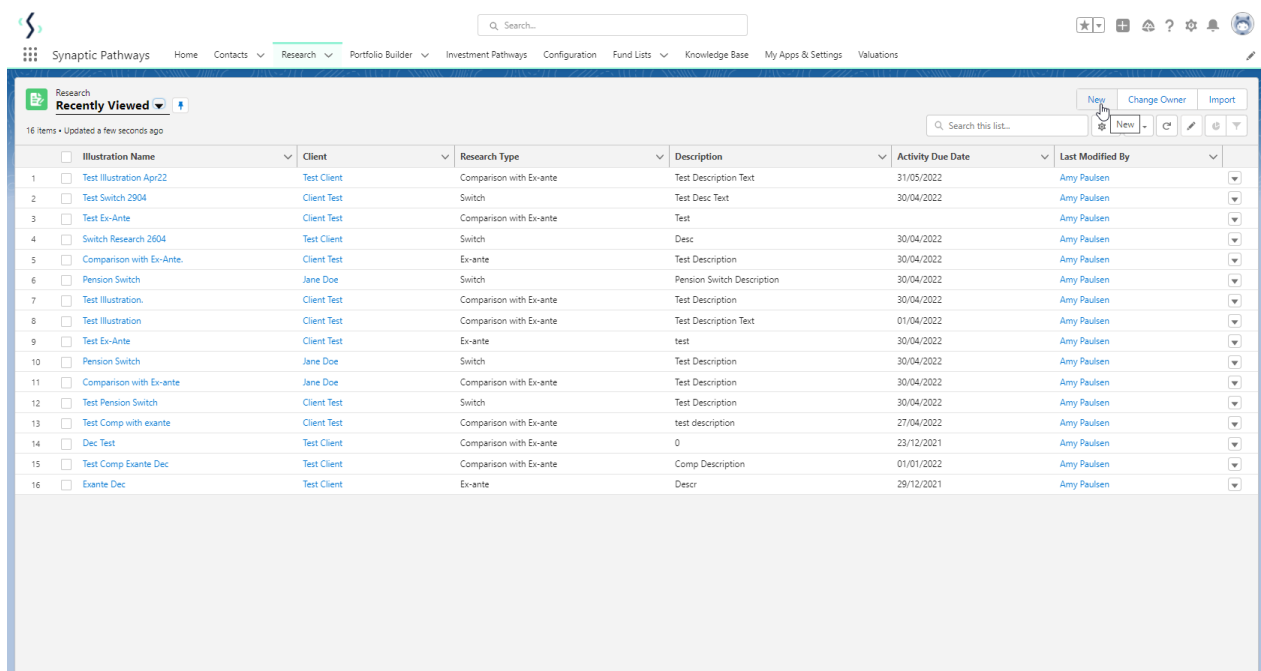 Search...
Synaptic Pathways Home Contacts Research Portfolio Builder Investment Pathways Configuration Fund Lists Knowledge Base My Apps & Settings Valuations
Research
Recently Viewed
New Change Owner Import
16 items • Updated a few seconds ago
Search this list...
New
Illustration Name Client Research Type Description Activity Due Date Last Modified By
1 Test Illustration Apr22 Test Client Comparison with Ex-ante Test Description Text 31/05/2022 Amy Paulsen
2 Test Switch 2904 Client Test Switch Test Desc Text 30/04/2022 Amy Paulsen
3 Test Ex-Ante Client Test Comparison with Ex-ante Test Amy Paulsen
4 Switch Research 2604 Test Client Switch Desc 30/04/2022 Amy Paulsen
5 Comparison with Ex-Ante. Client Test Ex-ante Test Description 30/04/2022 Amy Paulsen
6 Pension Switch Jane Doe Switch Pension Switch Description 30/04/2022 Amy Paulsen
7 Test Illustration. Client Test Comparison with Ex-ante Test Description 30/04/2022 Amy Paulsen
8 Test Illustration Client Test Comparison with Ex-ante Test Description Text 01/04/2022 Amy Paulsen
9 Test Ex-Ante Client Test Ex-ante test 30/04/2022 Amy Paulsen
10 Pension Switch Jane Doe Switch Test Description 30/04/2022 Amy Paulsen
11 Comparison with Ex-ante Jane Doe Comparison with Ex-ante Test Description 30/04/2022 Amy Paulsen
12 Test Pension Switch Client Test Switch Test Description 30/04/2022 Amy Paulsen
13 Test Comp with exante Client Test Comparison with Ex-ante test description 27/04/2022 Amy Paulsen
14 Dec Test Test Client Comparison with Ex-ante 0 23/12/2021 Amy Paulsen
15 Test Comp Exante Dec Test Client Comparison with Ex-ante Comp Description 01/01/2022 Amy Paulsen
16 Exante Dec Test Client Ex-ante Descr 29/12/2021 Amy Paulsen